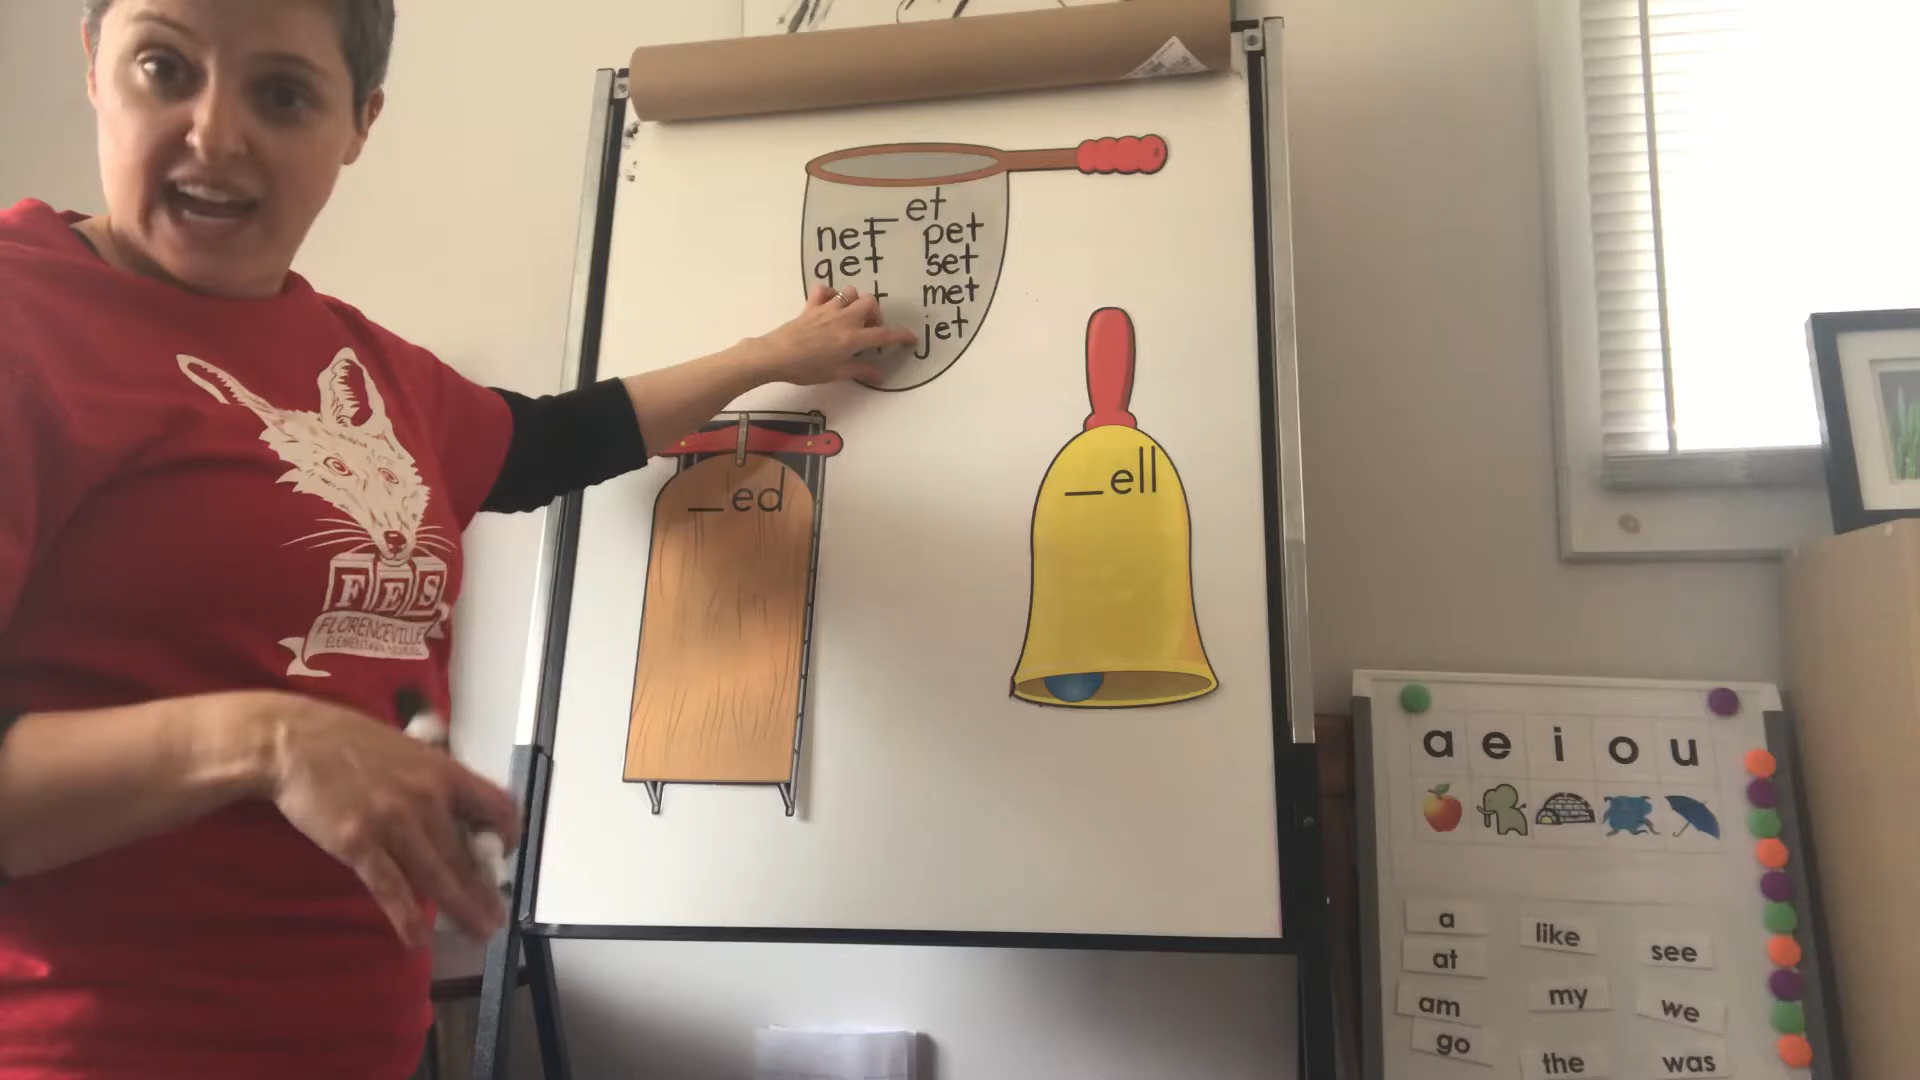 _et
net pet
get set
met
jet
_ed
_ell
FES
FLORENCEVILLE
ELEMENTARY SCHOOL
a e i o u
a like see
at my we
am the was
go